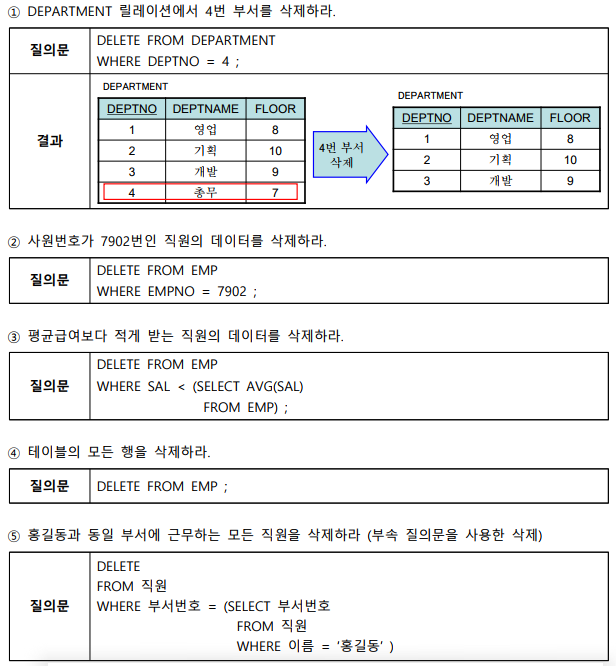 ① DEPARTMENT 릴레이션에서 4번 부서를 삭제하라.
질의문
DELETE FROM DEPARTMENT
WHERE DEPTNO = 4 ;
결과
DEPARTMENT
DEPTNO DEPTNAME FLOOR
1 영업 8
2 기획 10
3 개발 9
4 총무 7
4번 부서
삭제
DEPARTMENT
DEPTNO DEPTNAME FLOOR
1 영업 8
2 기획 10
3 개발 9
② 사원번호가 7902번인 직원의 데이터를 삭제하라.
질의문
DELETE FROM EMP
WHERE EMPNO = 7902 ;
③ 평균급여보다 적게 받는 직원의 데이터를 삭제하라.
질의문
DELETE FROM EMP
WHERE SAL < (SELECT AVG(SAL)
FROM EMP) ;
④ 테이블의 모든 행을 삭제하라.
질의문
DELETE FROM EMP ;
⑤ 홍길동과 동일 부서에 근무하는 모든 직원을 삭제하라 (부속 질의문을 사용한 삭제)
질의문
DELETE
FROM 직원
WHERE 부서번호 = (SELECT 부서번호
FROM 직원
WHERE 이름 = ‘홍길동’ )